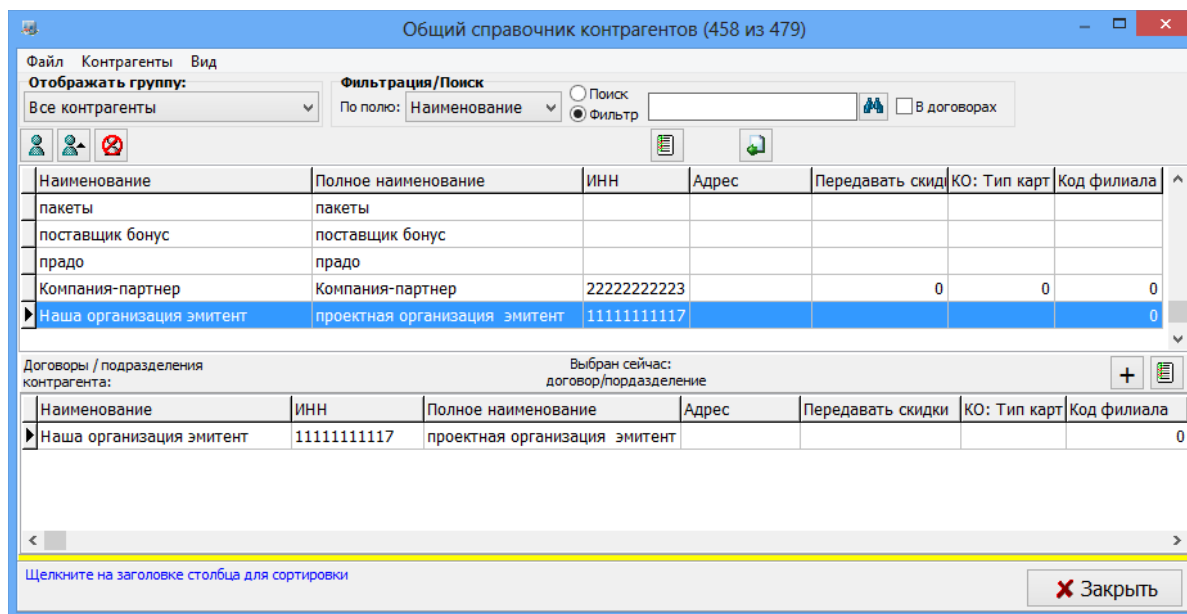 Общий справочник контрагентов (458 из 479)
Файл Контрагенты Вид
Отображать группу: Фильтрация/Поиск
Все контрагенты По полю: Наименование Поиск
Фильтр В договорах
Наименование Полное наименование ИНН Адрес Передавать скиди КО: Тип карт Код филиала
пакеты пакеты
поставщик бонус поставщик бонус
прадо прадо
Компания-партнер Компания-партнер 22222222223 0 0 0
Наша организация эмитент проектная организация эмитент 11111111117 0
Договоры / подразделения Выбран сейчас:
контрагента: договор/пордазделение
Наименование ИНН Полное наименование Адрес Передавать скидки КО: Тип карт Код филиала
Наша организация эмитент 11111111117 проектная организация эмитент 0
Щелкните на заголовке столбца для сортировки
Закрыть